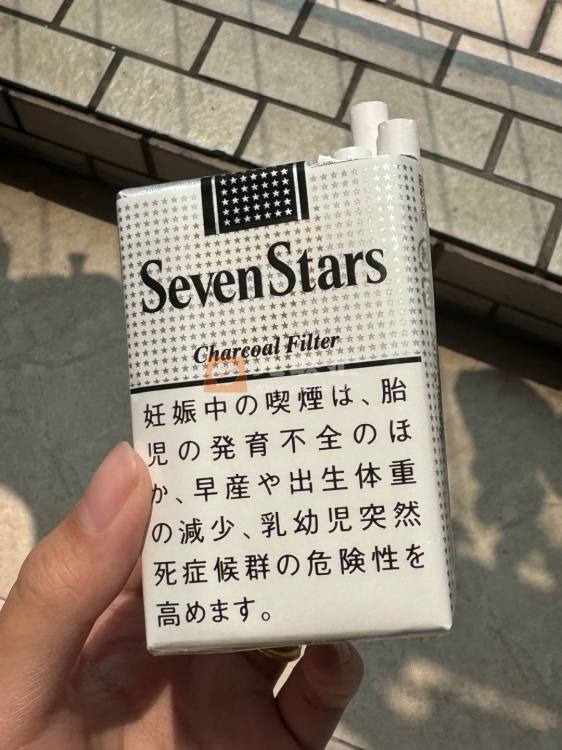 Seven Stars
Charcoal Filter
妊娠中の喫煙は、胎
児の発育不全のほ
か、早産や出生体重
の減少、乳幼児突然
死症候群の危険性を
高めます。